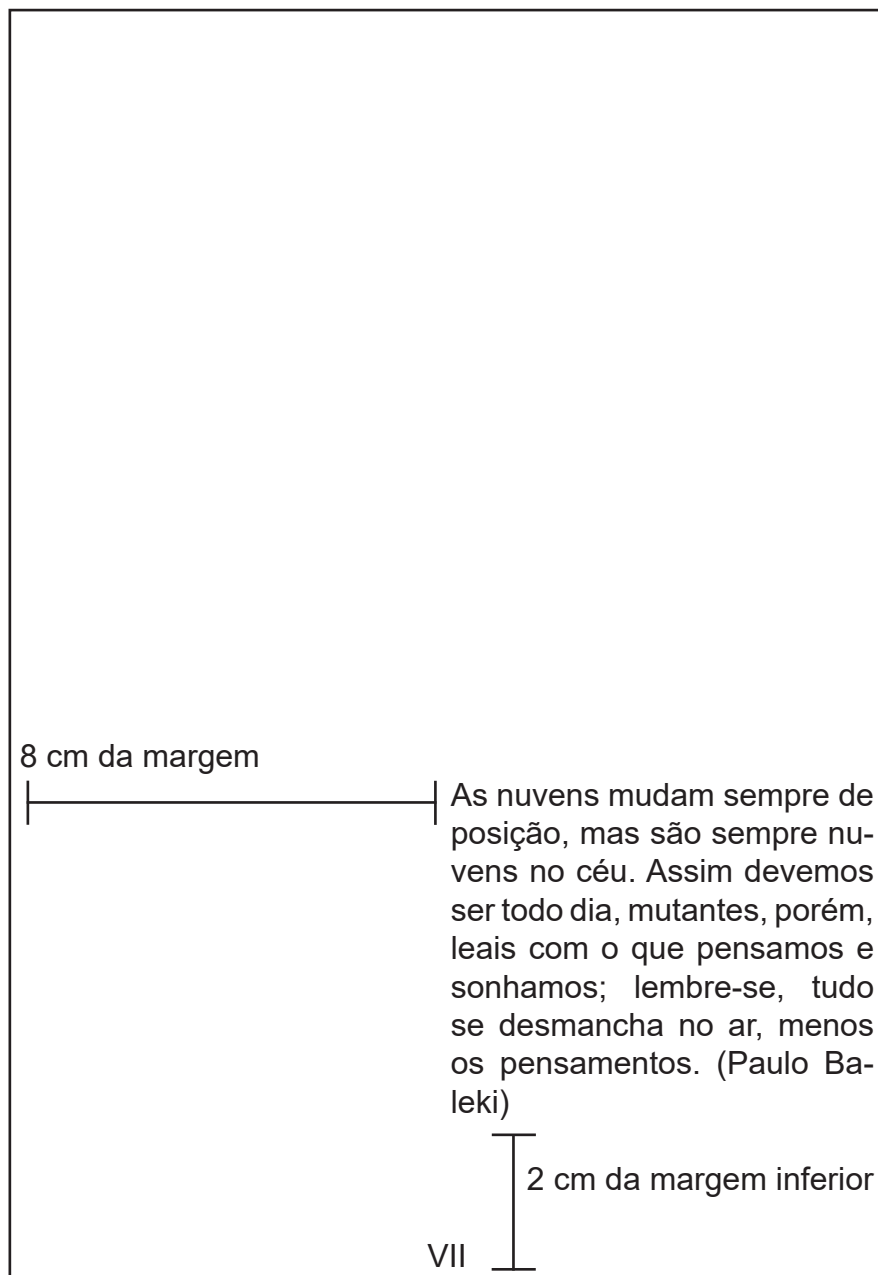 8 cm da margem
As nuvens mudam sempre de
posição, mas são sempre nu-
vens no céu. Assim devemos
ser todo dia, mutantes, porém,
leais com o que pensamos e
sonhamos; lembre-se, tudo
se desmancha no ar, menos
os pensamentos. (Paulo Ba-
leki)
2 cm da margem inferior
VII